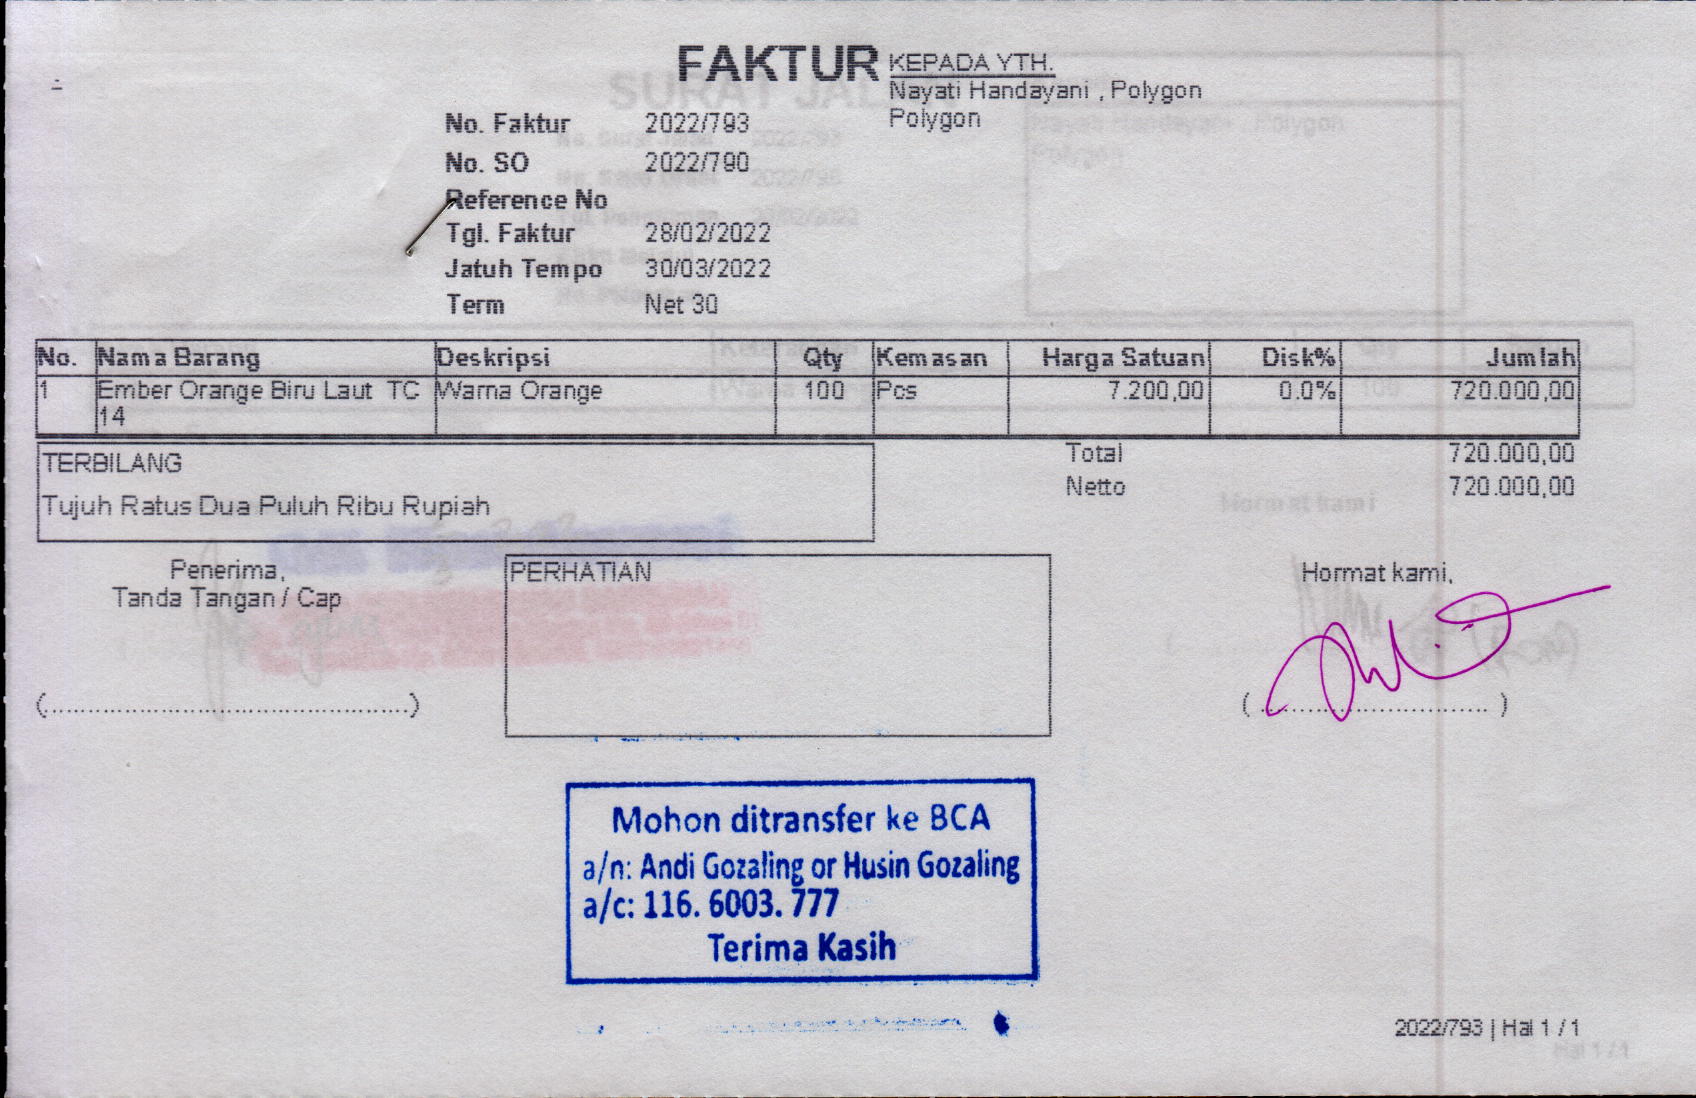 FAKTUR
KEPADA YTH.
Nayati Handayani , Polygon
Polygon
No. Faktur 2022/793
No. SO 2022/790
Reference No
Tgl. Faktur 28/02/2022
Jatuh Tempo 30/03/2022
Term Net 30
No. Nama Barang Deskripsi Qty Kemasan Harga Satuan Disk% Jumlah
1 Ember Orange Biru Laut TC Warna Orange 100 Pcs 7.200,00 0.0% 720.000,00
14
TERBILANG
Tujuh Ratus Dua Puluh Ribu Rupiah
Total 720.000,00
Netto 720.000,00
Penerima,
Tanda Tangan / Cap
(.............................................)
PERHATIAN
Hormat kami,
( ............................. )
Mohon ditransfer ke BCA
a/n: Andi Gozaling or Husin Gozaling
a/c: 116. 6003. 777
Terima Kasih
2022/793 | Hal 1 / 1